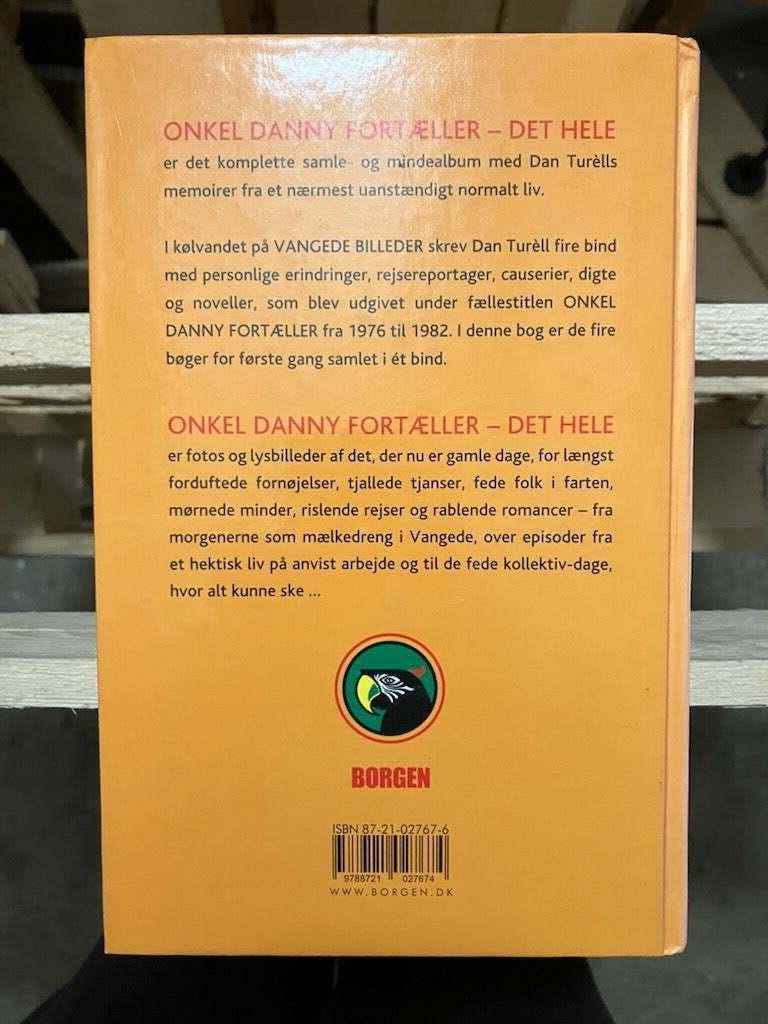 ONKEL DANNY FORTÆLLER – DET HELE
er det komplette samle- og mindealbum med Dan Turèlls
memoirer fra et nærmest uanstændigt normalt liv.
I kølvandet på VANGEDE BILLEDER skrev Dan Turèll fire bind
med personlige erindringer, rejsereportager, causerier, digte
og noveller, som blev udgivet under fællestitlen ONKEL
DANNY FORTÆLLER fra 1976 til 1982. I denne bog er de fire
bøger for første gang samlet i ét bind.
ONKEL DANNY FORTÆLLER – DET HELE
er fotos og lysbilleder af det, der nu er gamle dage, for længst
forduftede fornøjelser, tjallede tjanser, fede folk i farten,
mørnede minder, rislende rejser og rablende romancer – fra
morgenerne som mælkedreng i Vangede, over episoder fra
et hektisk liv på anvist arbejde og til de fede kollektiv-dage,
hvor alt kunne ske ...
BORGEN
ISBN 87-21-02767-6
9788721 027674
WWW.BORGEN.DK